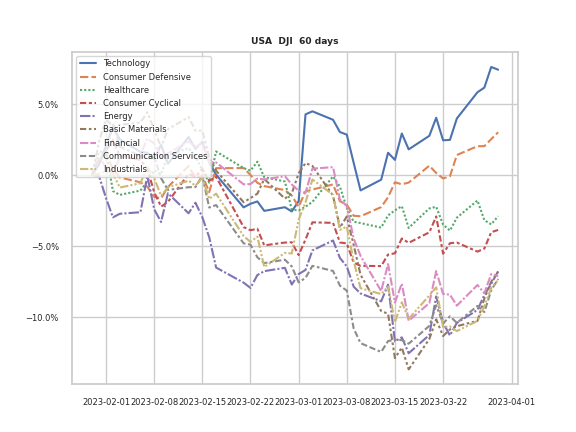 USA DJI 60 days
Technology
Consumer Defensive
Healthcare
Consumer Cyclical
Energy
Basic Materials
Financial
Communication Services
Industrials
5.0%
0.0%
−5.0%
−10.0%
2023-02-01
2023-02-08
2023-02-15
2023-02-22
2023-03-01
2023-03-08
2023-03-15
2023-03-22
2023-04-01